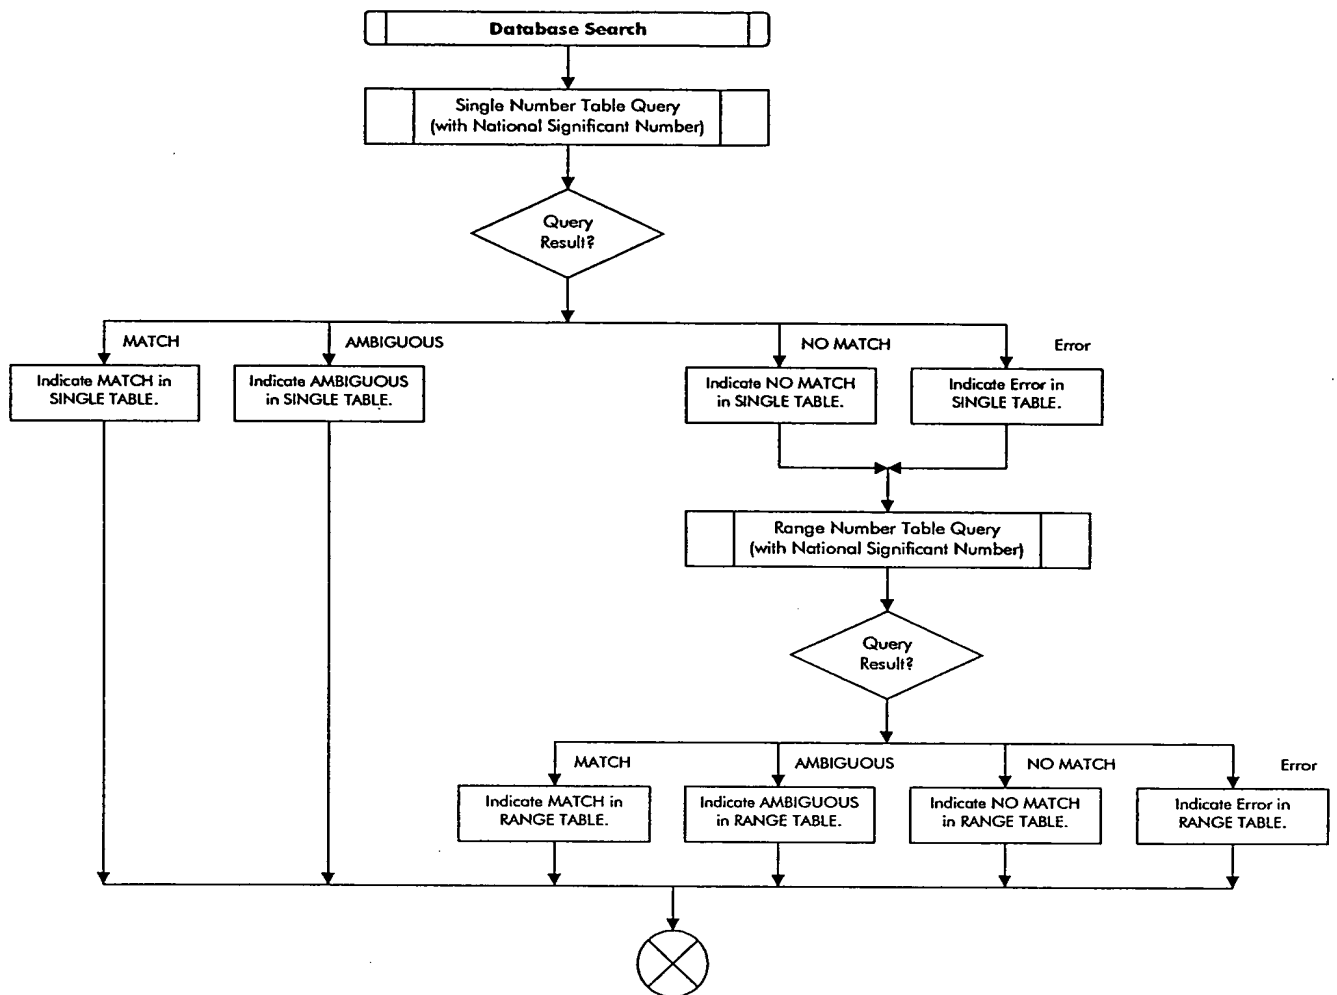 Database Search
Single Number Table Query
(with National Significant Number)
Query
Result?
MATCH
AMBIGUOUS
NO MATCH
Error
Indicate MATCH in
SINGLE TABLE.
Indicate AMBIGUOUS
in SINGLE TABLE.
Indicate NO MATCH
in SINGLE TABLE.
Indicate Error in
SINGLE TABLE.
Range Number Table Query
(with National Significant Number)
Query
Result?
MATCH
AMBIGUOUS
NO MATCH
Error
Indicate MATCH in
RANGE TABLE.
Indicate AMBIGUOUS
in RANGE TABLE.
Indicate NO MATCH
in RANGE TABLE.
Indicate Error in
RANGE TABLE.